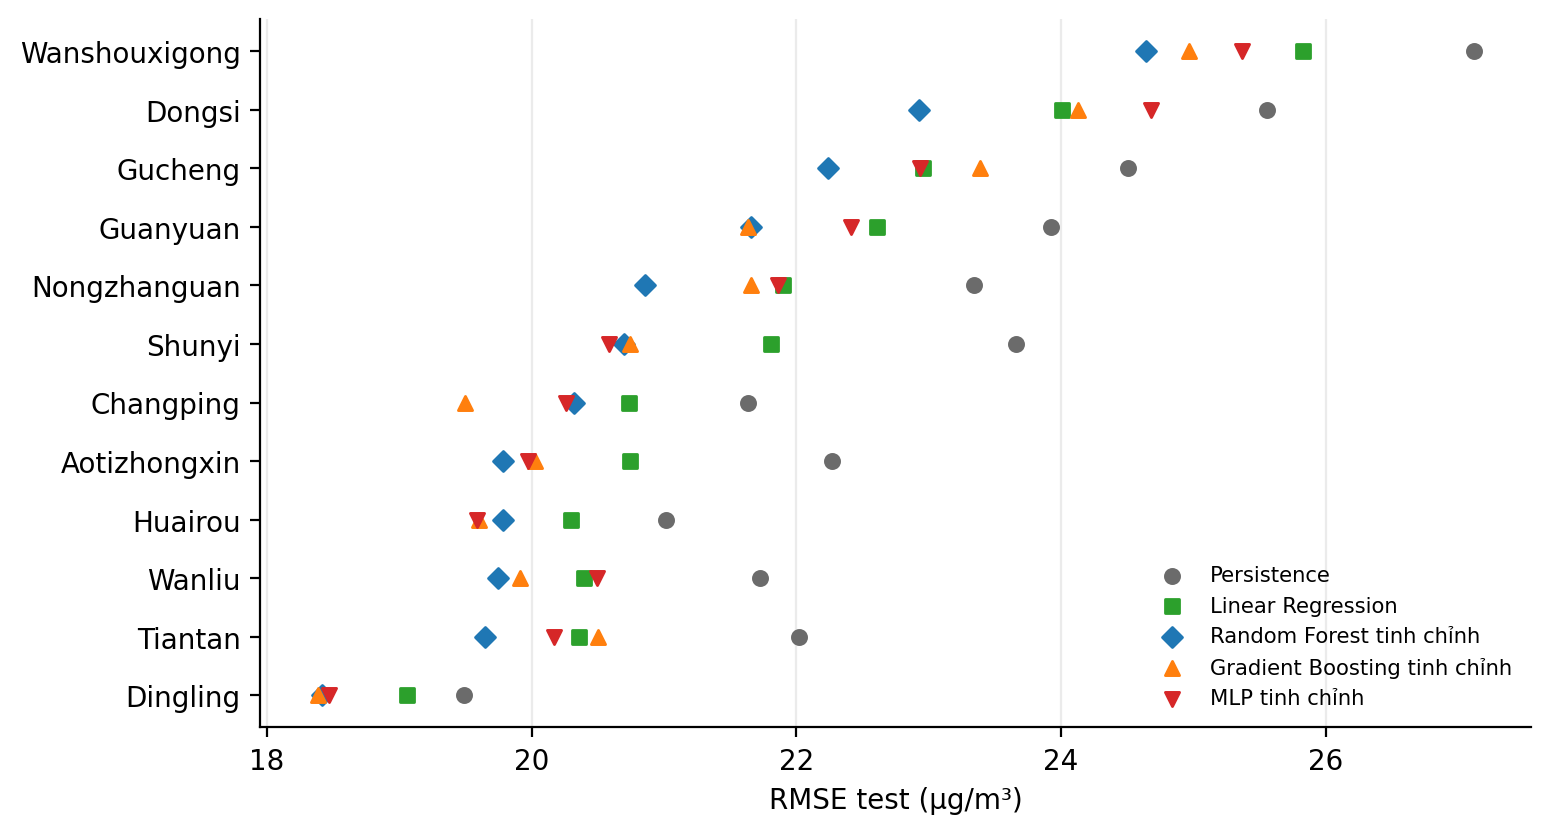 Wanshouxigong
Dongsi
Gucheng
Guanyuan
Nongzhanguan
Shunyi
Changping
Aotizhongxin
Huairou
Wanliu
Tiantan
Dingling
Persistence
Linear Regression
Random Forest tinh chỉnh
Gradient Boosting tinh chỉnh
MLP tinh chỉnh
18 20 22 24 26
RMSE test (µg/m³)